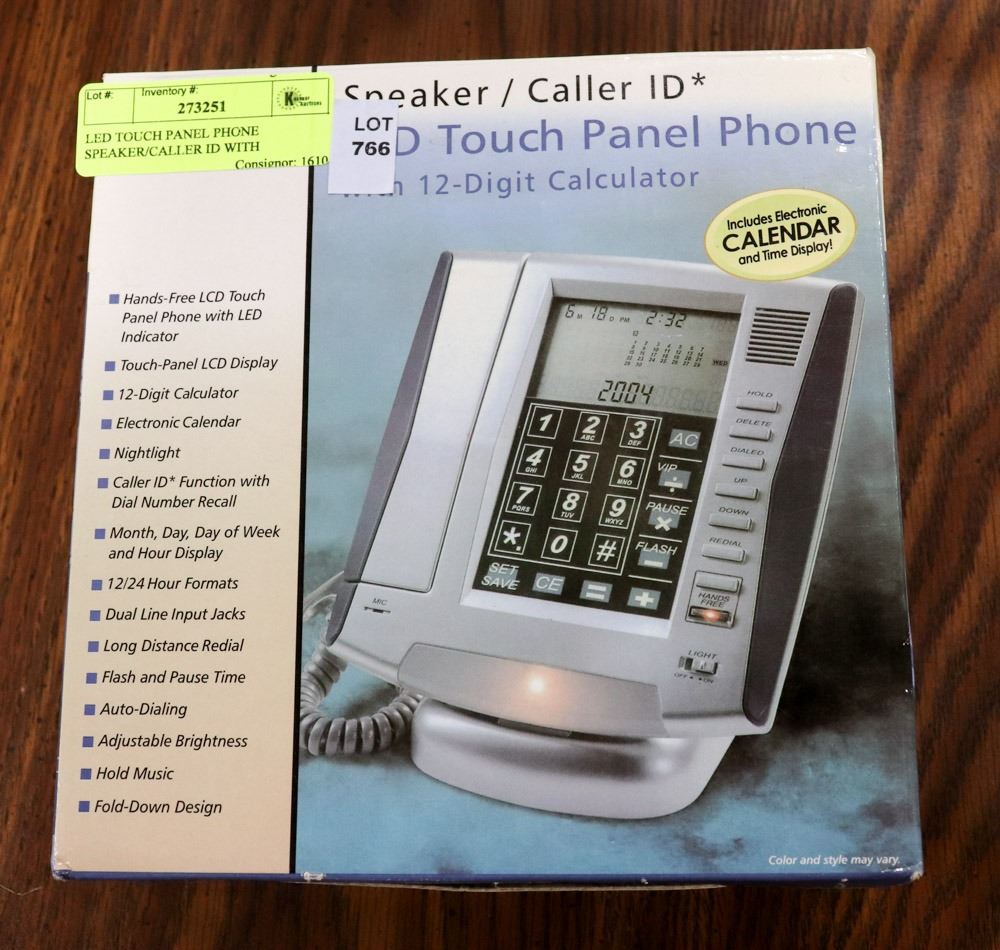 Lot #:
Inventory #:
273251
LED TOUCH PANEL PHONE
SPEAKER/CALLER ID WITH
Consignor: 1610
LOT
766
Speaker / Caller ID*
Touch Panel Phone
12-Digit Calculator
Includes Electronic
CALENDAR
and Time Display!
Hands-Free LCD Touch
Panel Phone with LED
Indicator
Touch-Panel LCD Display
12-Digit Calculator
Electronic Calendar
Nightlight
Caller ID* Function with
Dial Number Recall
Month, Day, Day of Week
and Hour Display
12/24 Hour Formats
Dual Line Input Jacks
Long Distance Redial
Flash and Pause Time
Auto-Dialing
Adjustable Brightness
Hold Music
Fold-Down Design
6 M 18 D PM 2:32
WED
2004
1 2 ABC 3 DEF AC
4 GHI 5 JKL 6 MNO VIP ÷
7 PQRS 8 TUV 9 WXYZ PAUSE ×
*. 0 # FLASH −
SET SAVE CE = +
HOLD
DELETE
DIALED
UP
DOWN
REDIAL
HANDS
FREE
LIGHT
OFF ON
MIC
Color and style may vary.